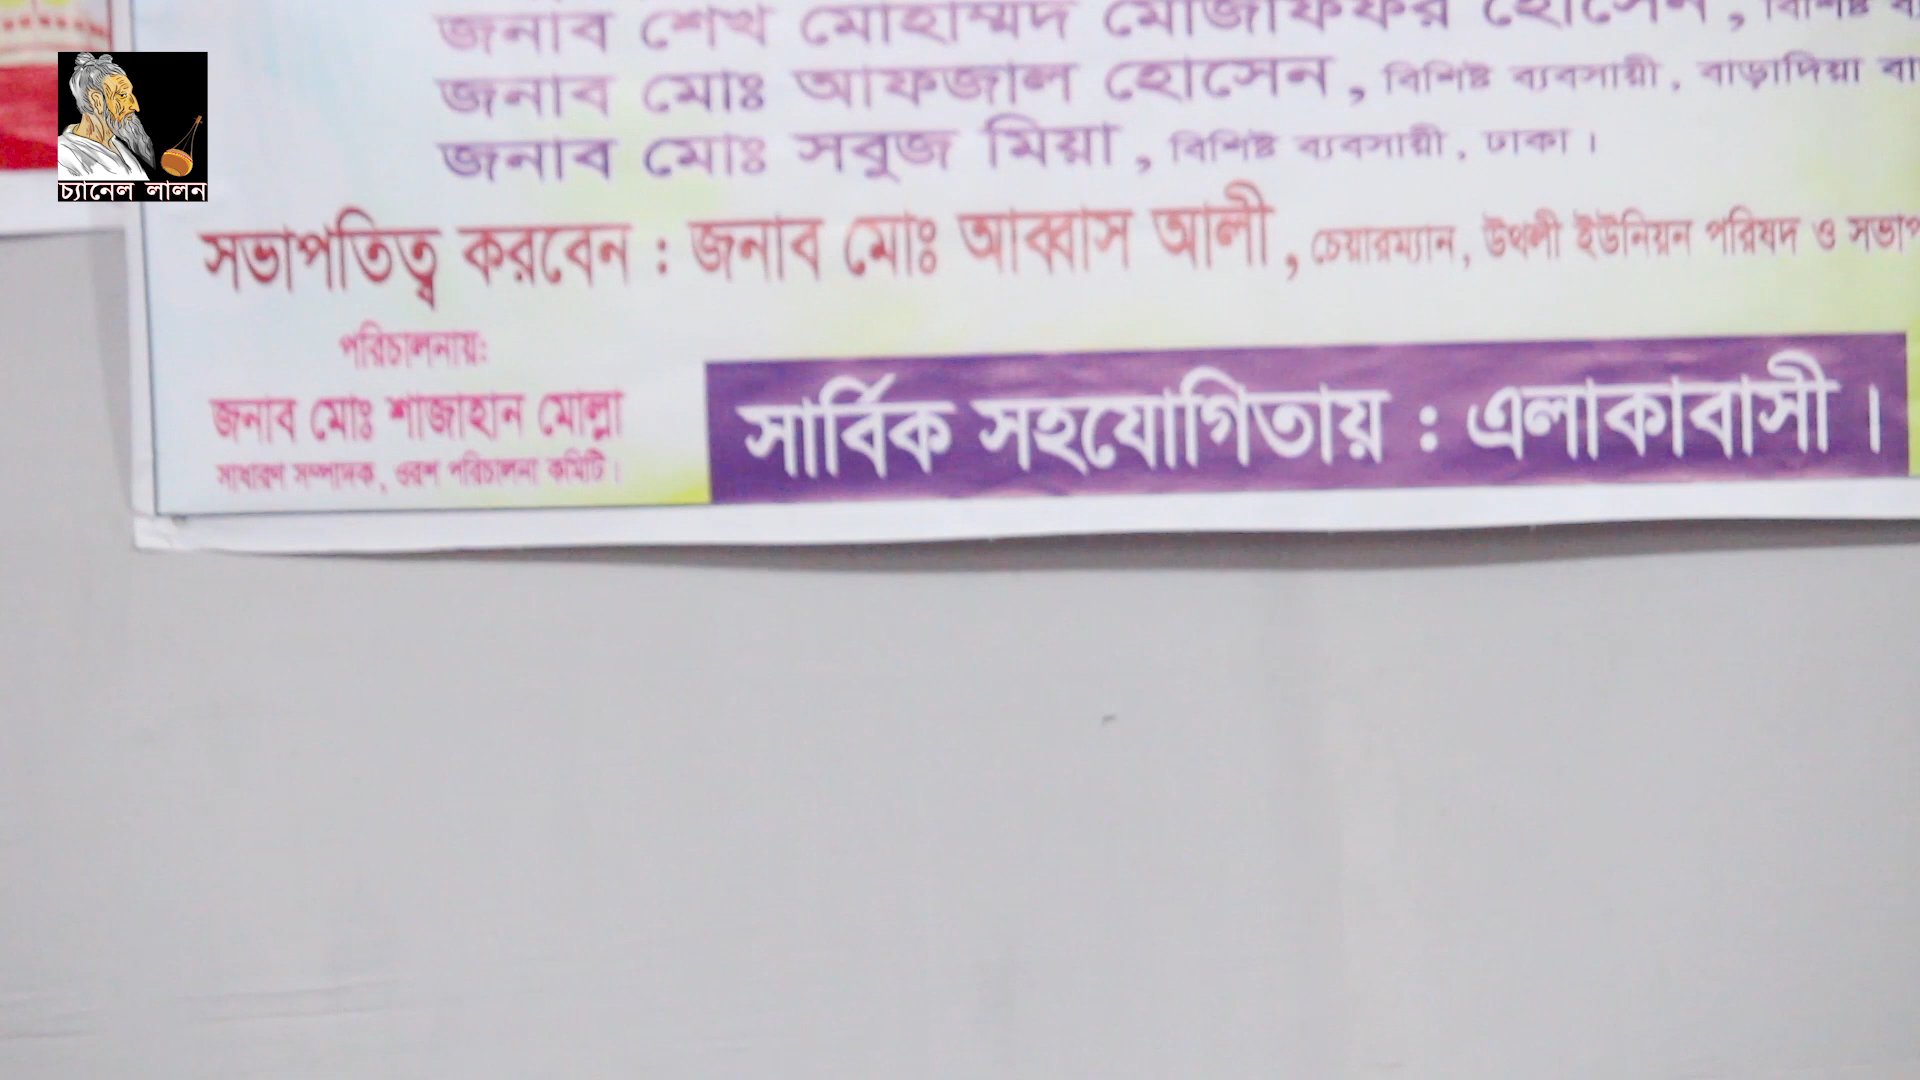 জনাব শেখ মোহাম্মদ মোজাফফর হোসেন, বিশিষ্ট
জনাব মোঃ আফজাল হোসেন, বিশিষ্ট ব্যবসায়ী, বাড়াদিয়া
জনাব মোঃ সবুজ মিয়া, বিশিষ্ট ব্যবসায়ী, ঢাকা।
সভাপতিত্ব করবেন : জনাব মোঃ আব্বাস আলী, চেয়ারম্যান, উথলী ইউনিয়ন পরিষদ ও
পরিচালনায়ঃ
জনাব মোঃ শাজাহান মোল্লা
সাধারণ সম্পাদক, ওরশ পরিচালনা কমিটি।
সার্বিক সহযোগিতায় : এলাকাবাসী।
চ্যানেল লালন